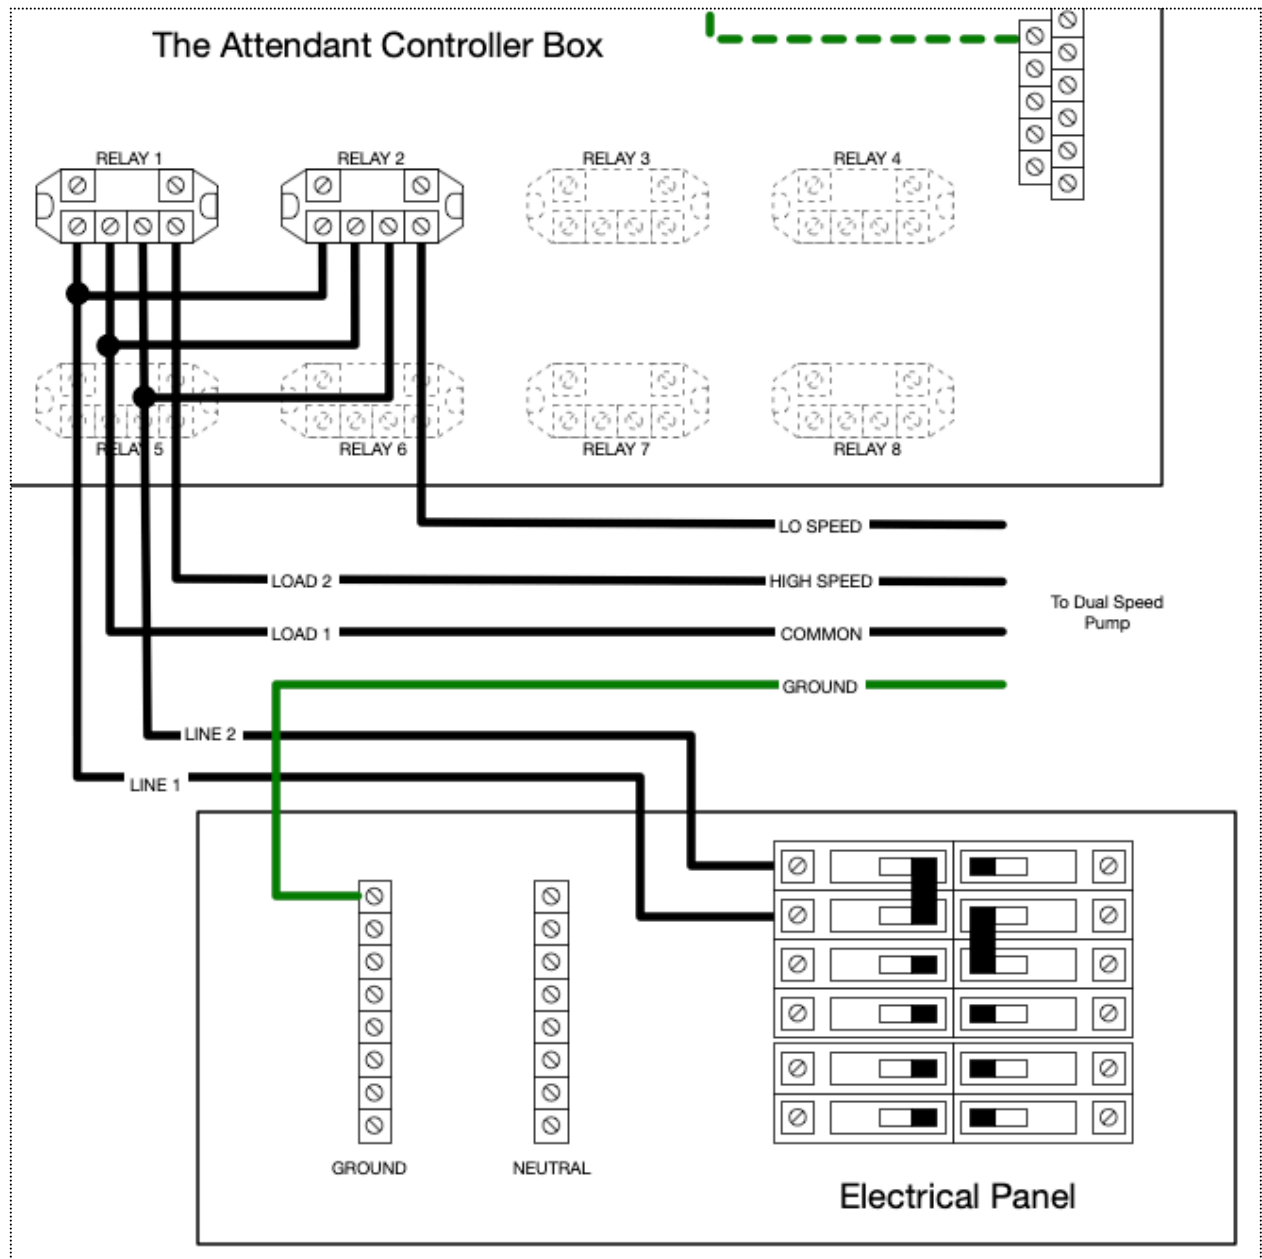 The Attendant Controller Box
RELAY 1
RELAY 2
RELAY 3
RELAY 4
RELAY 5
RELAY 6
RELAY 7
RELAY 8
LO SPEED
LOAD 2
HIGH SPEED
To Dual Speed
Pump
LOAD 1
COMMON
GROUND
LINE 2
LINE 1
GROUND
NEUTRAL
Electrical Panel